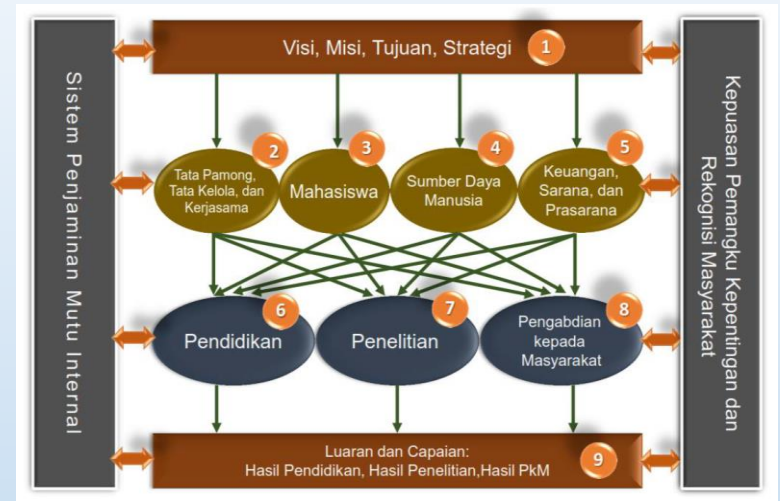 Sistem Penjaminan Mutu Internal
Visi, Misi, Tujuan, Strategi
1
2
Tata Pamong,
Tata Kelola, dan
Kerjasama
3
Mahasiswa
4
Sumber Daya
Manusia
5
Keuangan,
Sarana, dan
Prasarana
6
Pendidikan
7
Penelitian
8
Pengabdian
kepada
Masyarakat
Luaran dan Capaian:
Hasil Pendidikan, Hasil Penelitian,Hasil PkM
9
Kepuasan Pemangku Kepentingan dan
Rekognisi Masyarakat